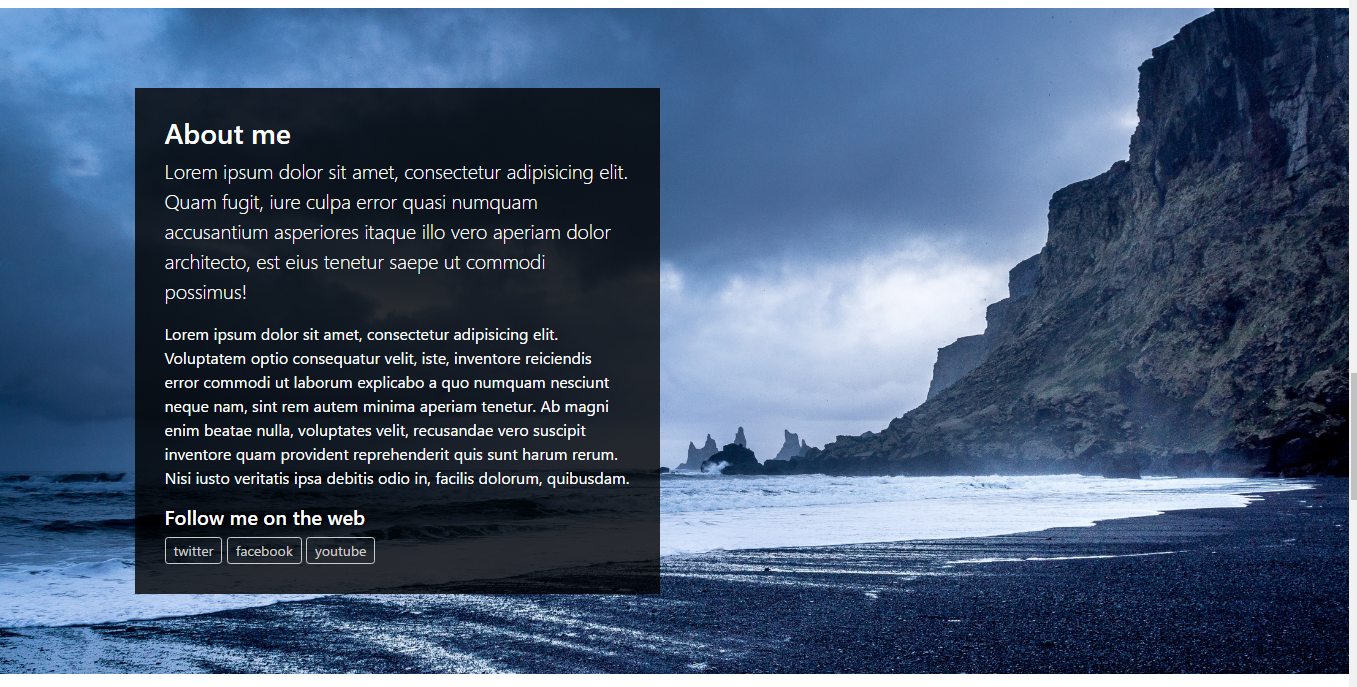 About me
Lorem ipsum dolor sit amet, consectetur adipisicing elit.
Quam fugit, iure culpa error quasi numquam
accusantium asperiores itaque illo vero aperiam dolor
architecto, est eius tenetur saepe ut commodi
possimus!
Lorem ipsum dolor sit amet, consectetur adipisicing elit.
Voluptatem optio consequatur velit, iste, inventore reiciendis
error commodi ut laborum explicabo a quo numquam nesciunt
neque nam, sint rem autem minima aperiam tenetur. Ab magni
enim beatae nulla, voluptates velit, recusandae vero suscipit
inventore quam provident reprehenderit quis sunt harum rerum.
Nisi iusto veritatis ipsa debitis odio in, facilis dolorum, quibusdam.
Follow me on the web
twitter facebook youtube